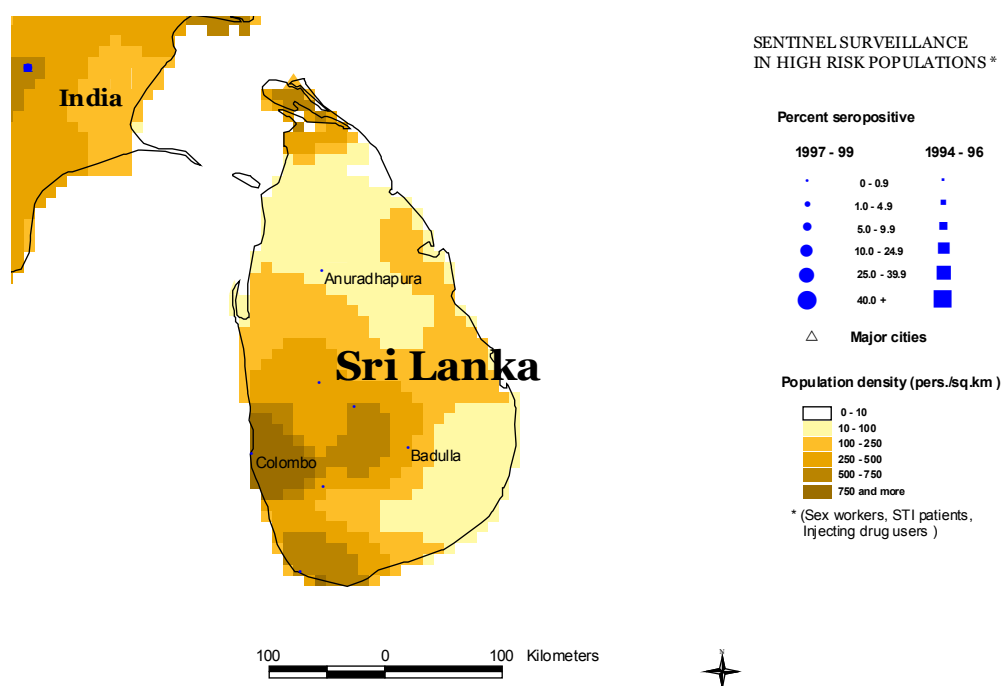 SENTINEL SURVEILLANCE
IN HIGH RISK POPULATIONS *
India
Percent seropositive
1997 - 99 1994 - 96
0 - 0.9
1.0 - 4.9
5.0 - 9.9
10.0 - 24.9
25.0 - 39.9
40.0 +
Major cities
Anuradhapura
Sri Lanka
Population density (pers./sq.km )
0 - 10
10 - 100
100 - 250
250 - 500
500 - 750
750 and more
Colombo
Badulla
* (Sex workers, STI patients,
Injecting drug users )
100 0 100 Kilometers
N